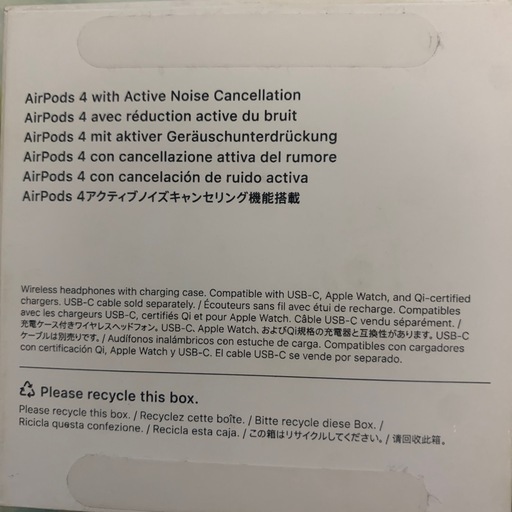 AirPods 4 with Active Noise Cancellation
AirPods 4 avec réduction active du bruit
AirPods 4 mit aktiver Geräuschunterdrückung
AirPods 4 con cancellazione attiva del rumore
AirPods 4 con cancelación de ruido activa
AirPods 4アクティブノイズキャンセリング機能搭載
Wireless headphones with charging case. Compatible with USB-C, Apple Watch, and Qi-certified
chargers. USB-C cable sold separately. / Écouteurs sans fil avec étui de recharge. Compatibles
avec les chargeurs USB-C, certifiés Qi et pour Apple Watch. Câble USB-C vendu séparément. /
充電ケース付きワイヤレスヘッドフォン。USB-C、Apple Watch、およびQi規格の充電器と互換性があります。USB-C
ケーブルは別売りです。/ Audífonos inalámbricos con estuche de carga. Compatibles con cargadores
con certificación Qi, Apple Watch y USB-C. El cable USB-C se vende por separado.
Please recycle this box.
Please recycle this box. / Recyclez cette boîte. / Bitte recycle diese Box. /
Ricicla questa confezione. / Recicla esta caja. / この箱はリサイクルしてください。/ 请回收此箱。